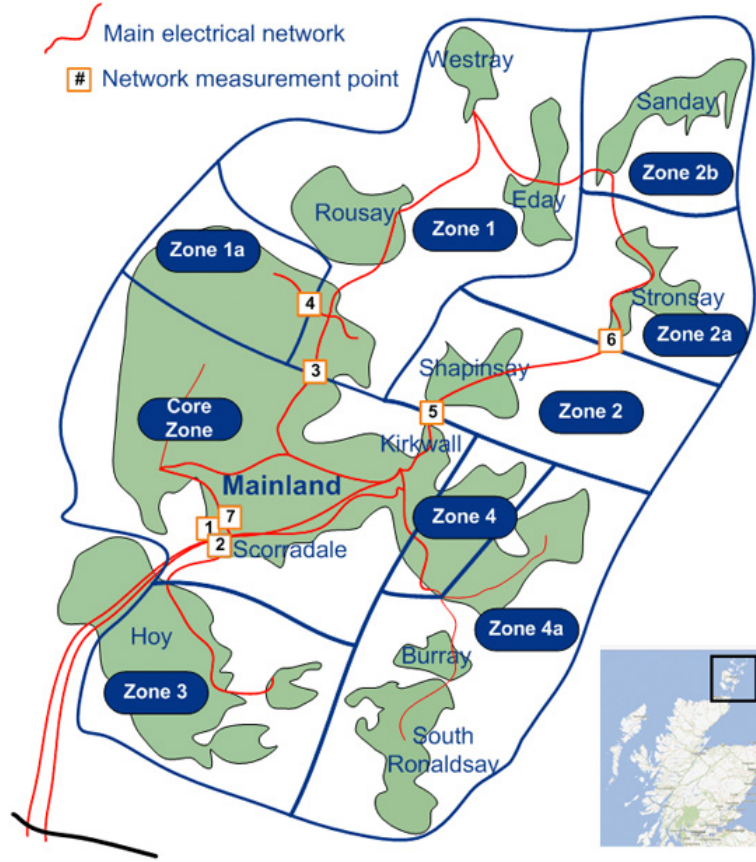 Main electrical network
# Network measurement point
Westray
Sanday
Zone 2b
Eday
Rousay
Zone 1
Zone 1a
Stronsay
4
6
Zone 2a
Shapinsay
3
Core
Zone
5
Zone 2
Kirkwall
Mainland
7
1
2
Scorradale
Zone 4
Hoy
Zone 4a
Burray
Zone 3
South
Ronaldsay